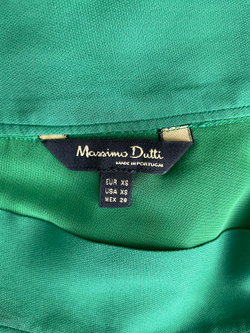 Massimo Dutti
MADE IN PORTUGAL
EUR XS
USA XS
MEX 26